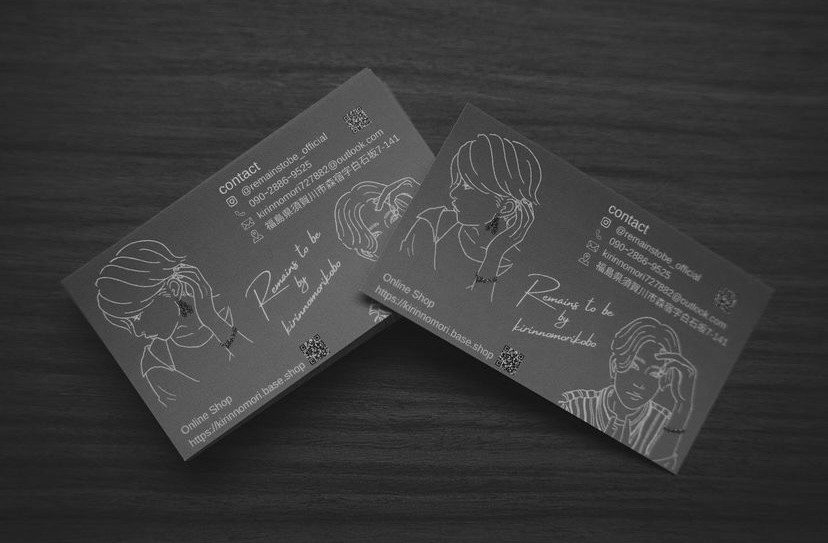 contact
@remainstobe_official
090-2886-9525
kirinnomori727882@outlook.com
福島県須賀川市森宿字白石坂7-141
Remains to be
by
kirinnomorikobo
Online Shop
https://kirinnomori.base.shop
contact
@remainstobe_official
090-2886-9525
kirinnomori727882@outlook.com
福島県須賀川市森宿字白石坂7-141
Remains to be
by
kirinnomorikobo
Online Shop
https://kirinnomori.base.shop